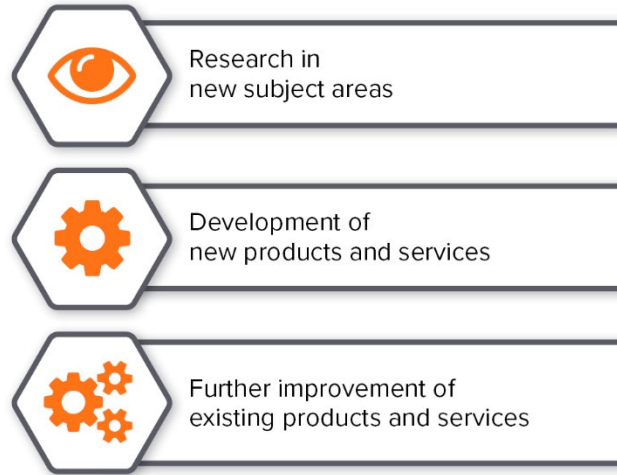 Research in
new subject areas
Development of
new products and services
Further improvement of
existing products and services